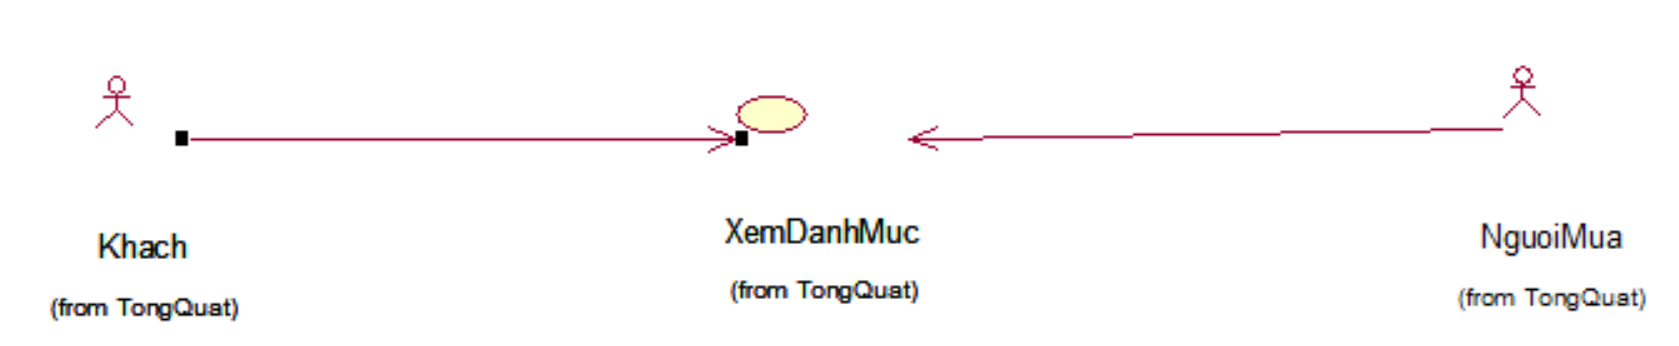 Khach
(from TongQuat)
XemDanhMuc
(from TongQuat)
NguoiMua
(from TongQuat)